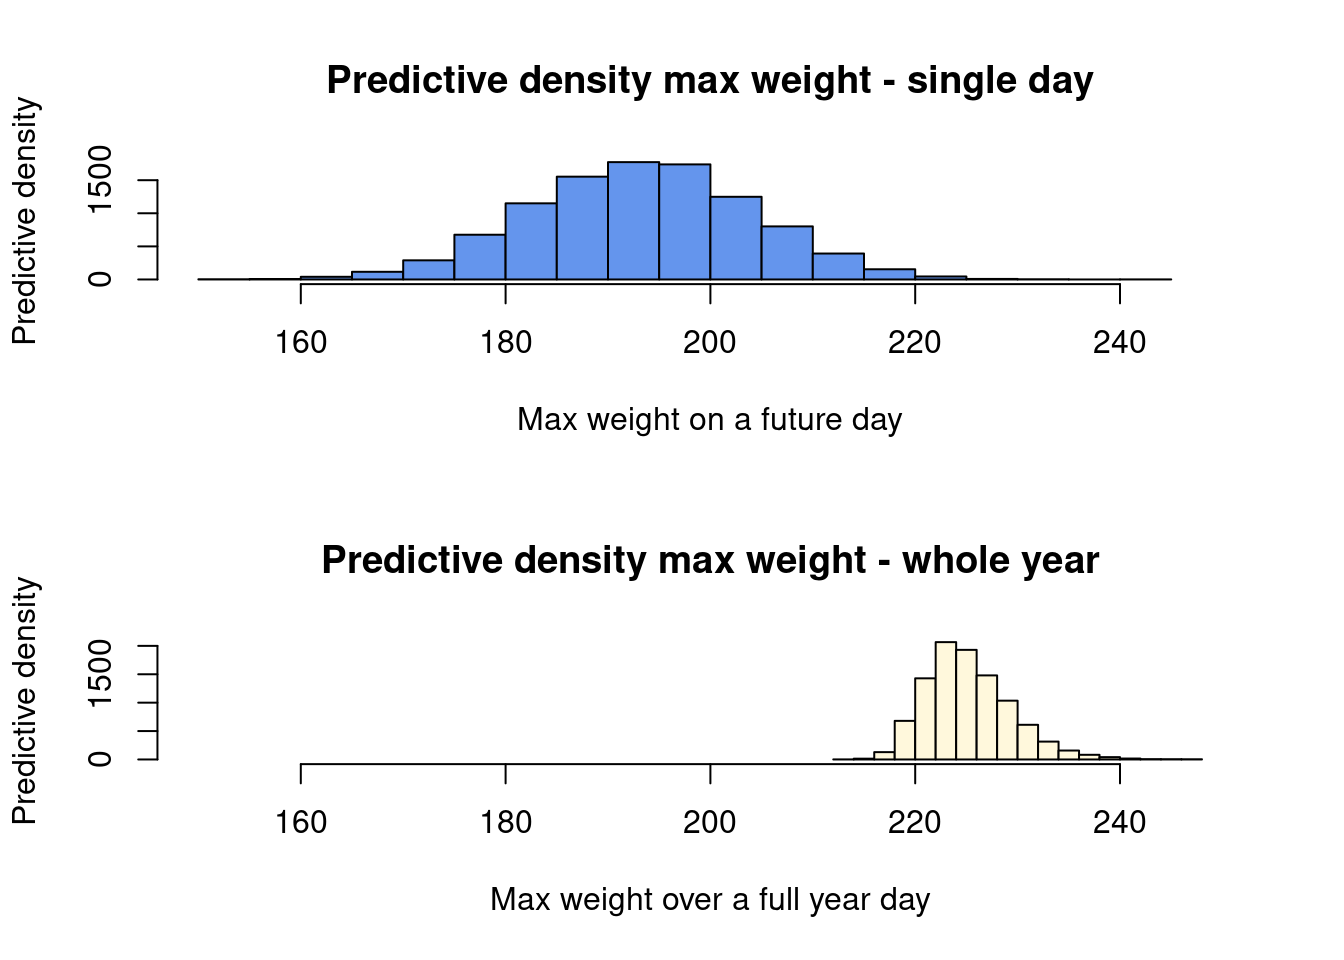 Predictive density max weight - single day
Predictive density
1500
0
160 180 200 220 240
Max weight on a future day
Predictive density max weight - whole year
Predictive density
1500
0
160 180 200 220 240
Max weight over a full year day